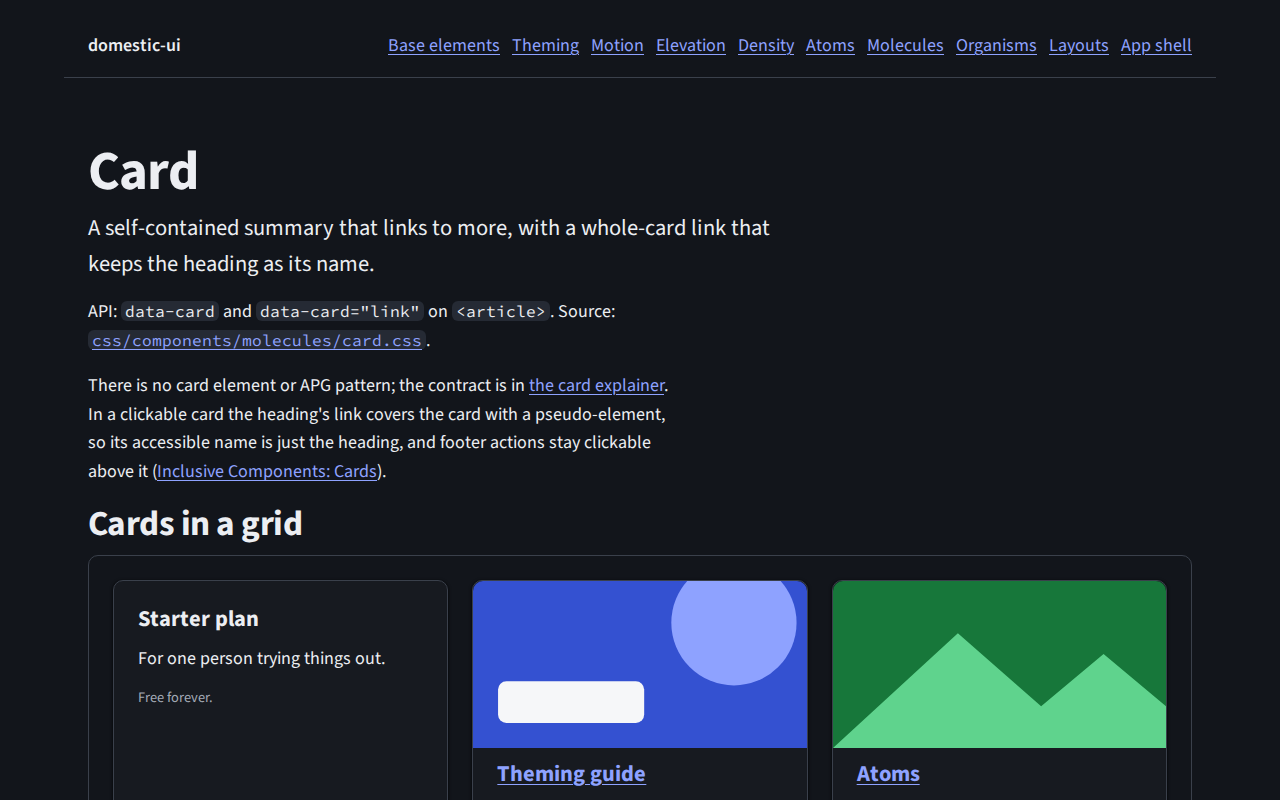 domestic-ui
Base elements Theming Motion Elevation Density Atoms Molecules Organisms Layouts App shell
Card
A self-contained summary that links to more, with a whole-card link that
keeps the heading as its name.
API: data-card and data-card="link" on <article>. Source:
css/components/molecules/card.css.
There is no card element or APG pattern; the contract is in the card explainer.
In a clickable card the heading's link covers the card with a pseudo-element,
so its accessible name is just the heading, and footer actions stay clickable
above it (Inclusive Components: Cards).
Cards in a grid
Starter plan
For one person trying things out.
Free forever.
Theming guide
Atoms